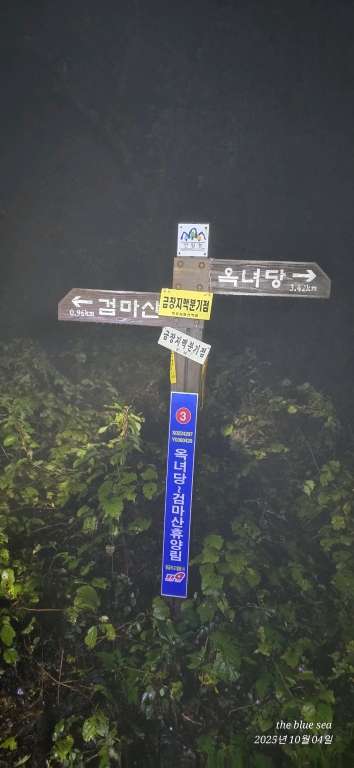 옥녀당 →
3.42km
← 검마산
0.96km
금장지맥분기점
금장지맥분기점
3
옥녀당~검마산휴양림
119
the blue sea
2025년 10월 04일